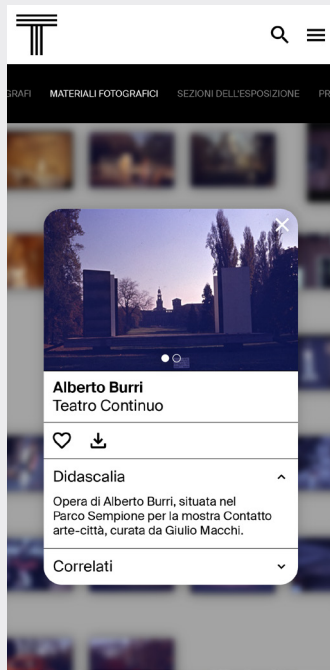 GRAFI MATERIALI FOTOGRAFICI SEZIONI DELL'ESPOSIZIONE PR
Alberto Burri
Teatro Continuo
Didascalia
Opera di Alberto Burri, situata nel
Parco Sempione per la mostra Contatto
arte-città, curata da Giulio Macchi.
Correlati